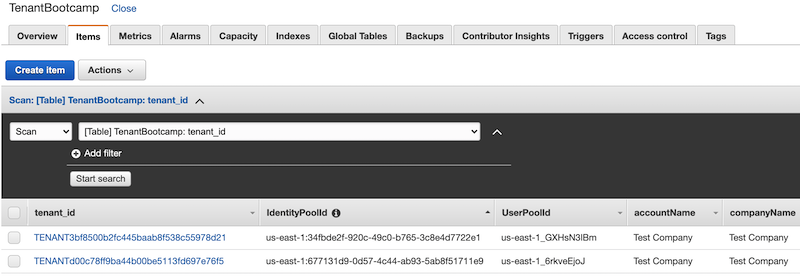 TenantBootcamp Close
Overview Items Metrics Alarms Capacity Indexes Global Tables Backups Contributor Insights Triggers Access control Tags
Create item Actions
Scan: [Table] TenantBootcamp: tenant_id
Scan [Table] TenantBootcamp: tenant_id
Add filter
Start search
tenant_id IdentityPoolId UserPoolId accountName companyName
TENANT3bf8500b2fc445baab8f538c55978d21 us-east-1:34fbde2f-920c-49c0-b765-3c8e4d7722e1 us-east-1_GXHsN3lBm Test Company Test Company
TENANTd00c78ff9ba44b00be5113fd697e76f5 us-east-1:677131d9-0d57-4c44-ab93-5ab8f51711e9 us-east-1_6rkveEjoJ Test Company Test Company